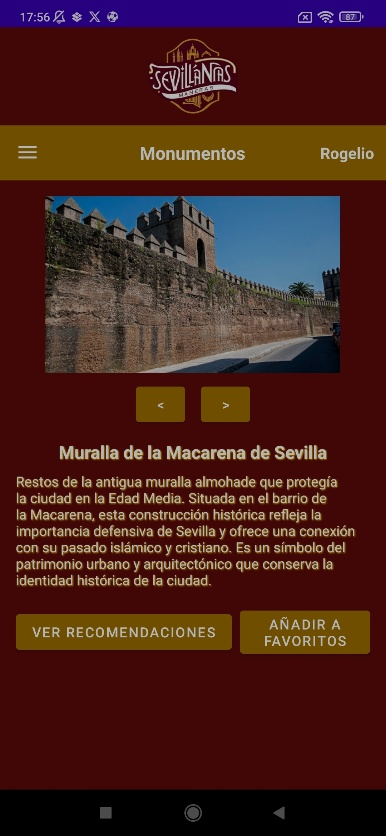 17:56
87
SEVILLANAS
MANERAS
Monumentos
Rogelio
<
>
Muralla de la Macarena de Sevilla
Restos de la antigua muralla almohade que protegía
la ciudad en la Edad Media. Situada en el barrio de
la Macarena, esta construcción histórica refleja la
importancia defensiva de Sevilla y ofrece una conexión
con su pasado islámico y cristiano. Es un símbolo del
patrimonio urbano y arquitectónico que conserva la
identidad histórica de la ciudad.
VER RECOMENDACIONES
AÑADIR A
FAVORITOS